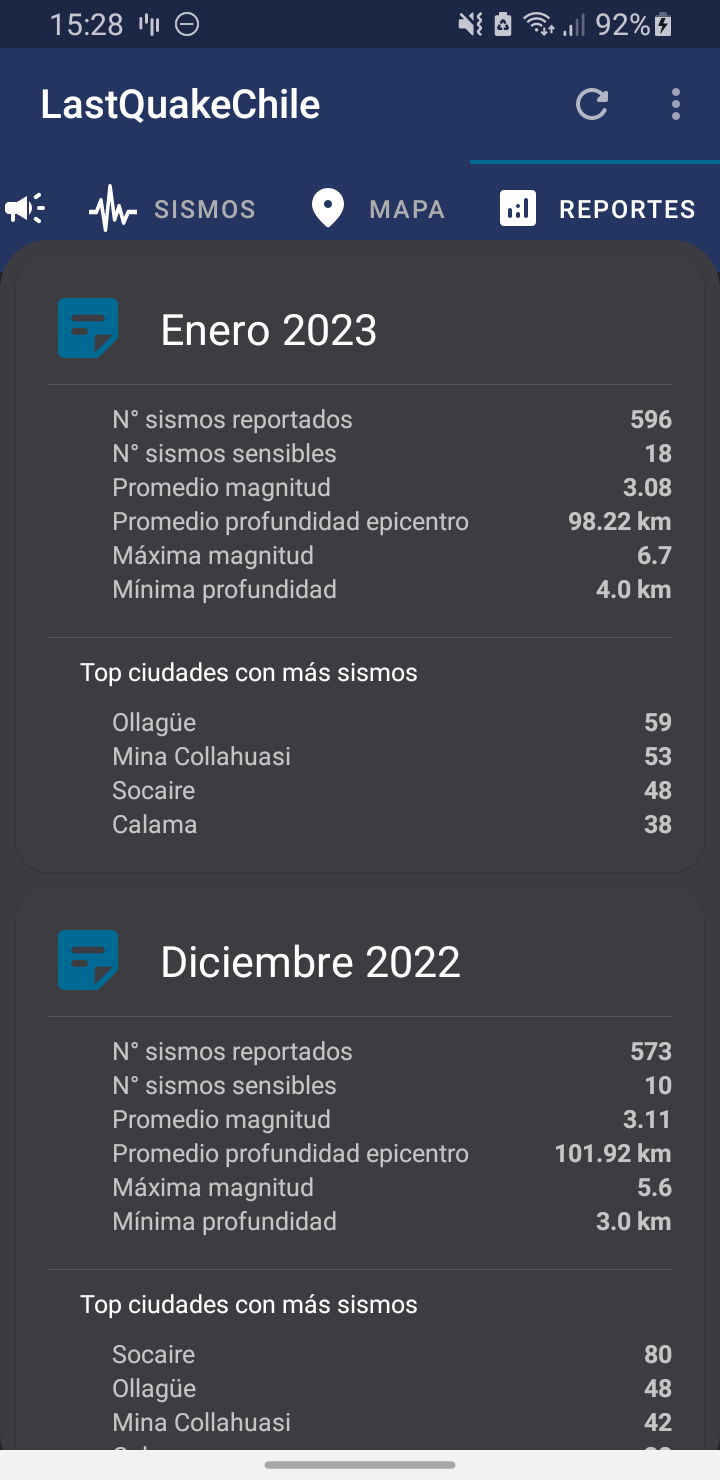 15:28 92%
LastQuakeChile
SISMOS MAPA REPORTES
Enero 2023
N° sismos reportados 596
N° sismos sensibles 18
Promedio magnitud 3.08
Promedio profundidad epicentro 98.22 km
Máxima magnitud 6.7
Mínima profundidad 4.0 km
Top ciudades con más sismos
Ollagüe 59
Mina Collahuasi 53
Socaire 48
Calama 38
Diciembre 2022
N° sismos reportados 573
N° sismos sensibles 10
Promedio magnitud 3.11
Promedio profundidad epicentro 101.92 km
Máxima magnitud 5.6
Mínima profundidad 3.0 km
Top ciudades con más sismos
Socaire 80
Ollagüe 48
Mina Collahuasi 42